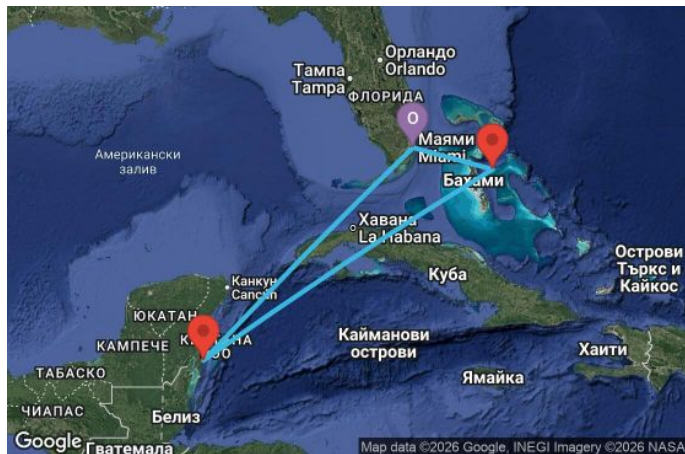 Орландо
Orlando
Тампа
Tampa
ФЛОРИДА
O
Маями
Miami
Американски
залив
Бахами
Хавана
La Habana
Острови
Търкс и
Кайкос
Куба
Канкун
Cancún
ЮКАТАН
КАМПЕЧЕ
Кайманови
острови
Хаити
ТАБАСКО
Ямайка
ЧИАПАС
Белиз
Google
Гватемала
Map data ©2026 Google, INEGI Imagery ©2026 NASA